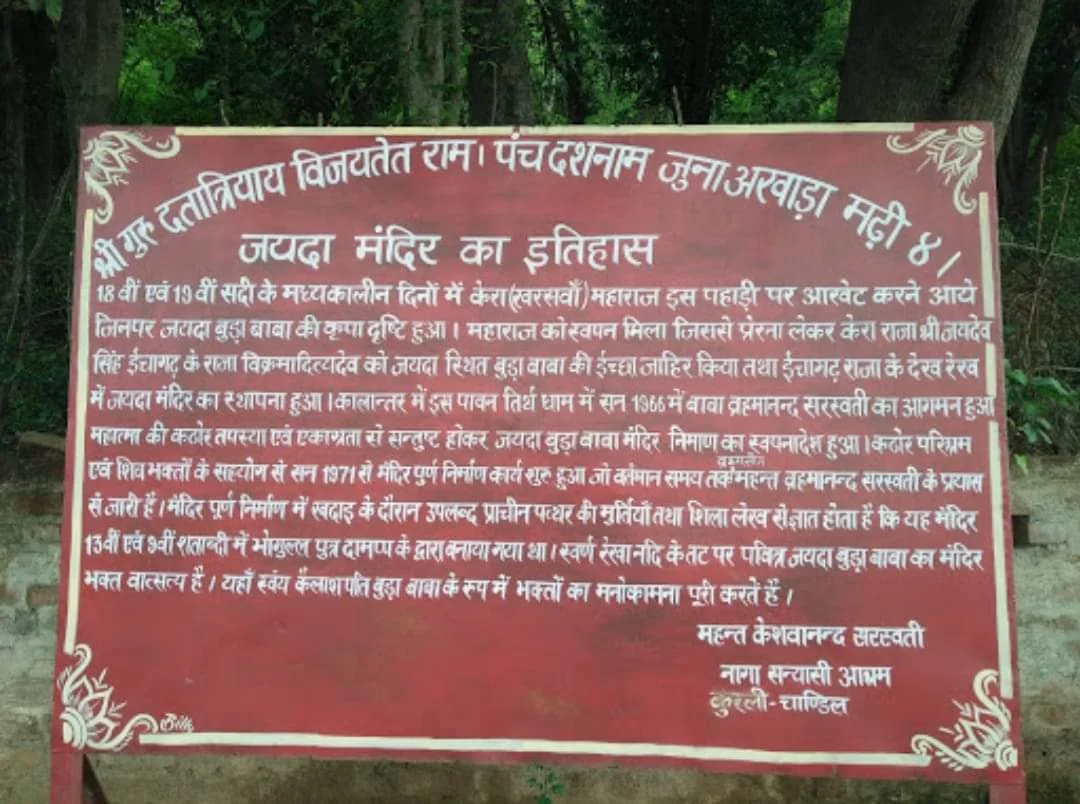 श्री गुरु दतात्रियाय विजयतेत राम। पंच दशनाम जुना अखाड़ा मढ़ी ४।
जयदा मंदिर का इतिहास
18 वीं एवं 19 वीं सदी के मध्यकालीन दिनों में केरा (खरसवाँ) महाराज इस पहाड़ी पर आखेट करने आये
जिनपर जयदा बुड़ा बाबा की कृपा दृष्टि हुआ। महाराज को स्वपन मिला जिससे प्रेरना लेकर केरा राजा श्री जयदेव
सिंह ईचागढ़ के राजा विक्रमादित्यदेव को जयदा स्थित बुड़ा बाबा की ईच्छा जाहिर किया तथा ईचागढ़ राजा के देख रेख
में जयदा मंदिर का स्थापना हुआ। कालान्तर में इस पावन तिर्थ धाम में सन 1966 में बाबा ब्रहमानन्द सरस्वती का आगमन हुआ
महात्मा की कठोर तपस्या एवं एकाग्रता से सन्तुष्ट होकर जयदा बुड़ा बाबा मंदिर निमाण का स्वपनादेश हुआ। कठोर परिश्रम
एवं शिव भक्तों के सहयोग से सन 1971 से मंदिर पुर्ण निर्माण कार्य शुरु हुआ जो वर्तमान समय तक महन्त ब्रहमानन्द सरस्वती के प्रयास
से जारी है। मंदिर पूर्ण निर्माण में खदाइ के दौरान उपलब्द प्राचीन पत्थर की मुर्तियाँ तथा शिला लेख से ज्ञात होता है कि यह मंदिर
13वीं एवं 9वीं शताब्दी में भोगुल्ल पुत्र दामप्प के द्वारा बनाया गया था। स्वर्ण रेखा नदि के तट पर पवित्र जयदा बुड़ा बाबा का मंदिर
भक्त वात्सत्य है। यहाँ स्वंय कैलाश पति बुड़ा बाबा के रुप में भक्तों का मनोकामना पूरी करते हैं।
महन्त केशवानन्द सरस्वती
नागा सन्यासी आश्रम
कुरली-चाण्डिल